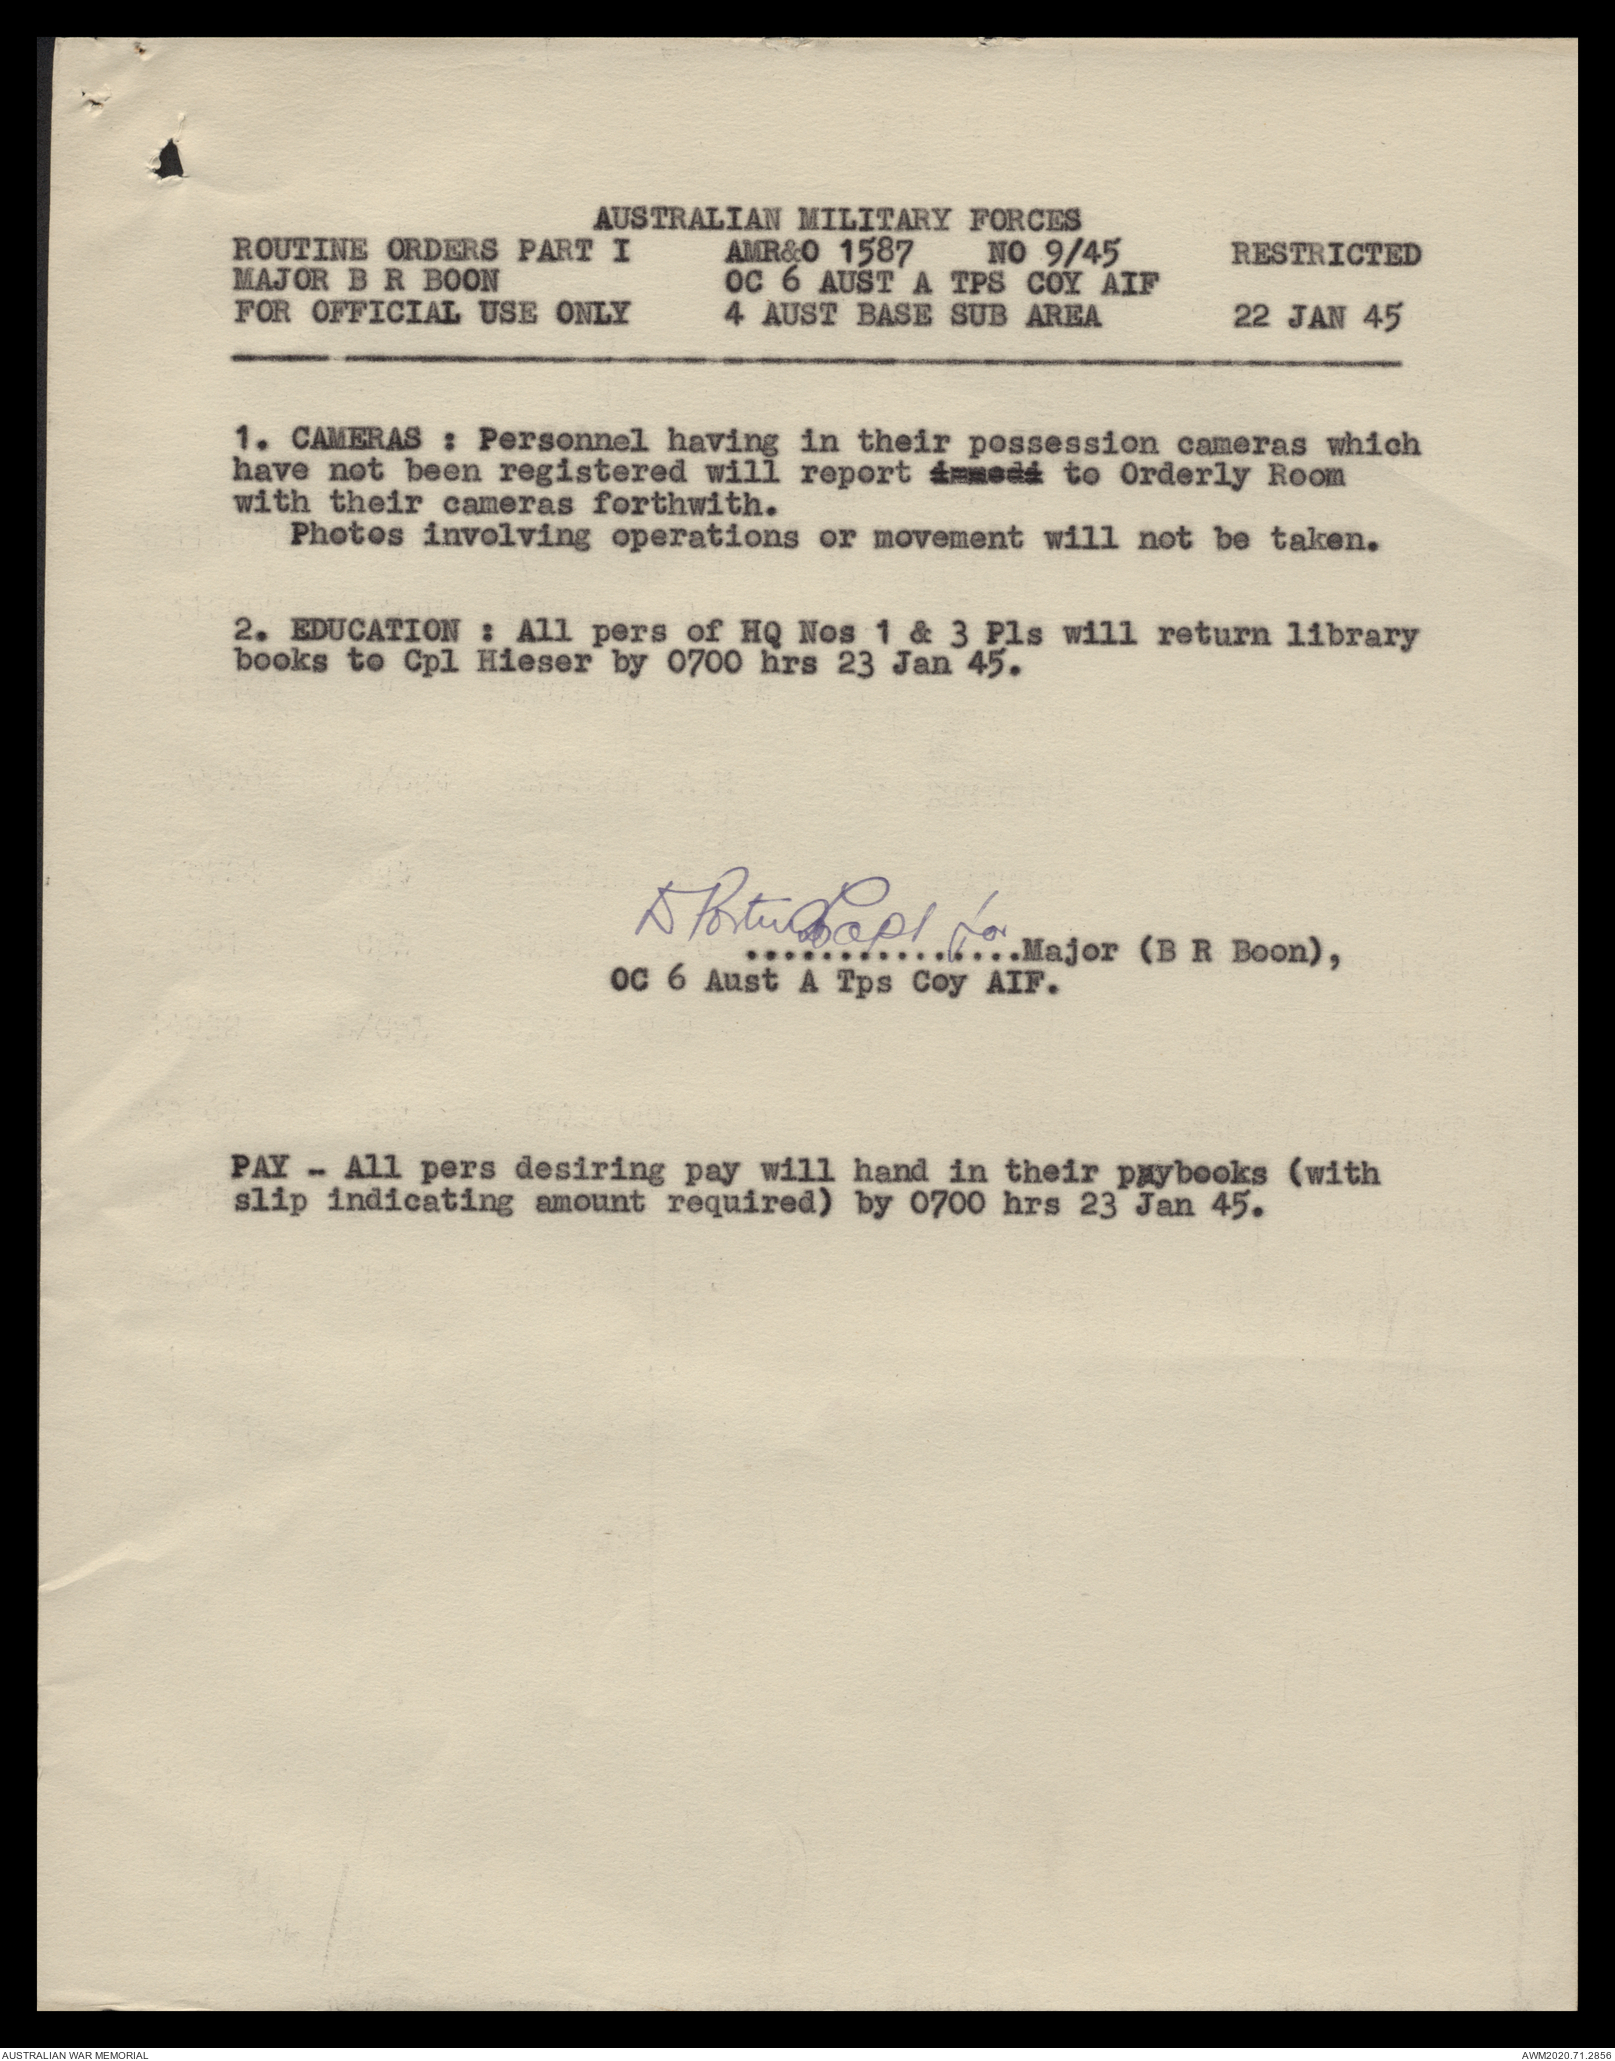 AUSTRALIAN MILITARY FORCES
ROUTINE ORDERS PART I AMR&O 1587 NO 9/45 RESTRICTED
MAJOR B R BOON OC 6 AUST A TPS COY AIF
FOR OFFICIAL USE ONLY 4 AUST BASE SUB AREA 22 JAN 45
1. CAMERAS : Personnel having in their possession cameras which
have not been registered will report immedi to Orderly Room
with their cameras forthwith.
Photos involving operations or movement will not be taken.
2. EDUCATION : All pers of HQ Nos 1 & 3 Pls will return library
books to Cpl Hieser by 0700 hrs 23 Jan 45.
Capt for
...............Major (B R Boon),
OC 6 Aust A Tps Coy AIF.
PAY - All pers desiring pay will hand in their paybooks (with
slip indicating amount required) by 0700 hrs 23 Jan 45.
AUSTRALIAN WAR MEMORIAL AWM2020.71.2856